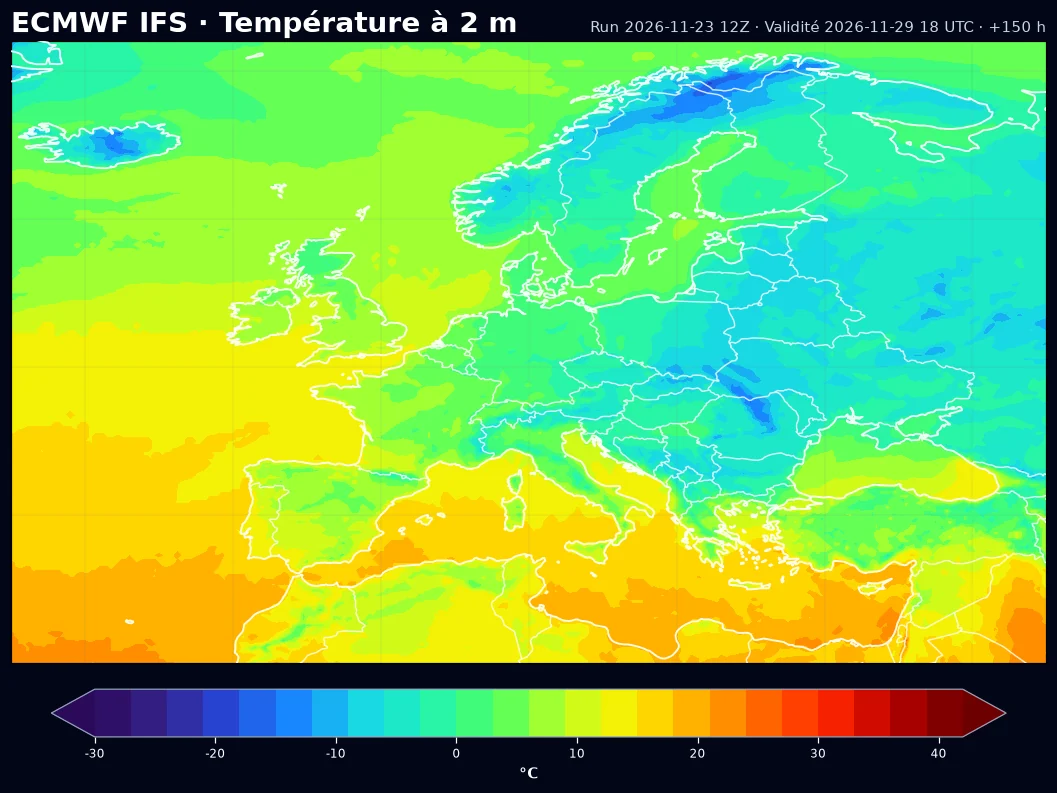 ECMWF IFS · Température à 2 m
Run 2026-11-23 12Z · Validité 2026-11-29 18 UTC · +150 h
-30 -20 -10 0 10 20 30 40
°C